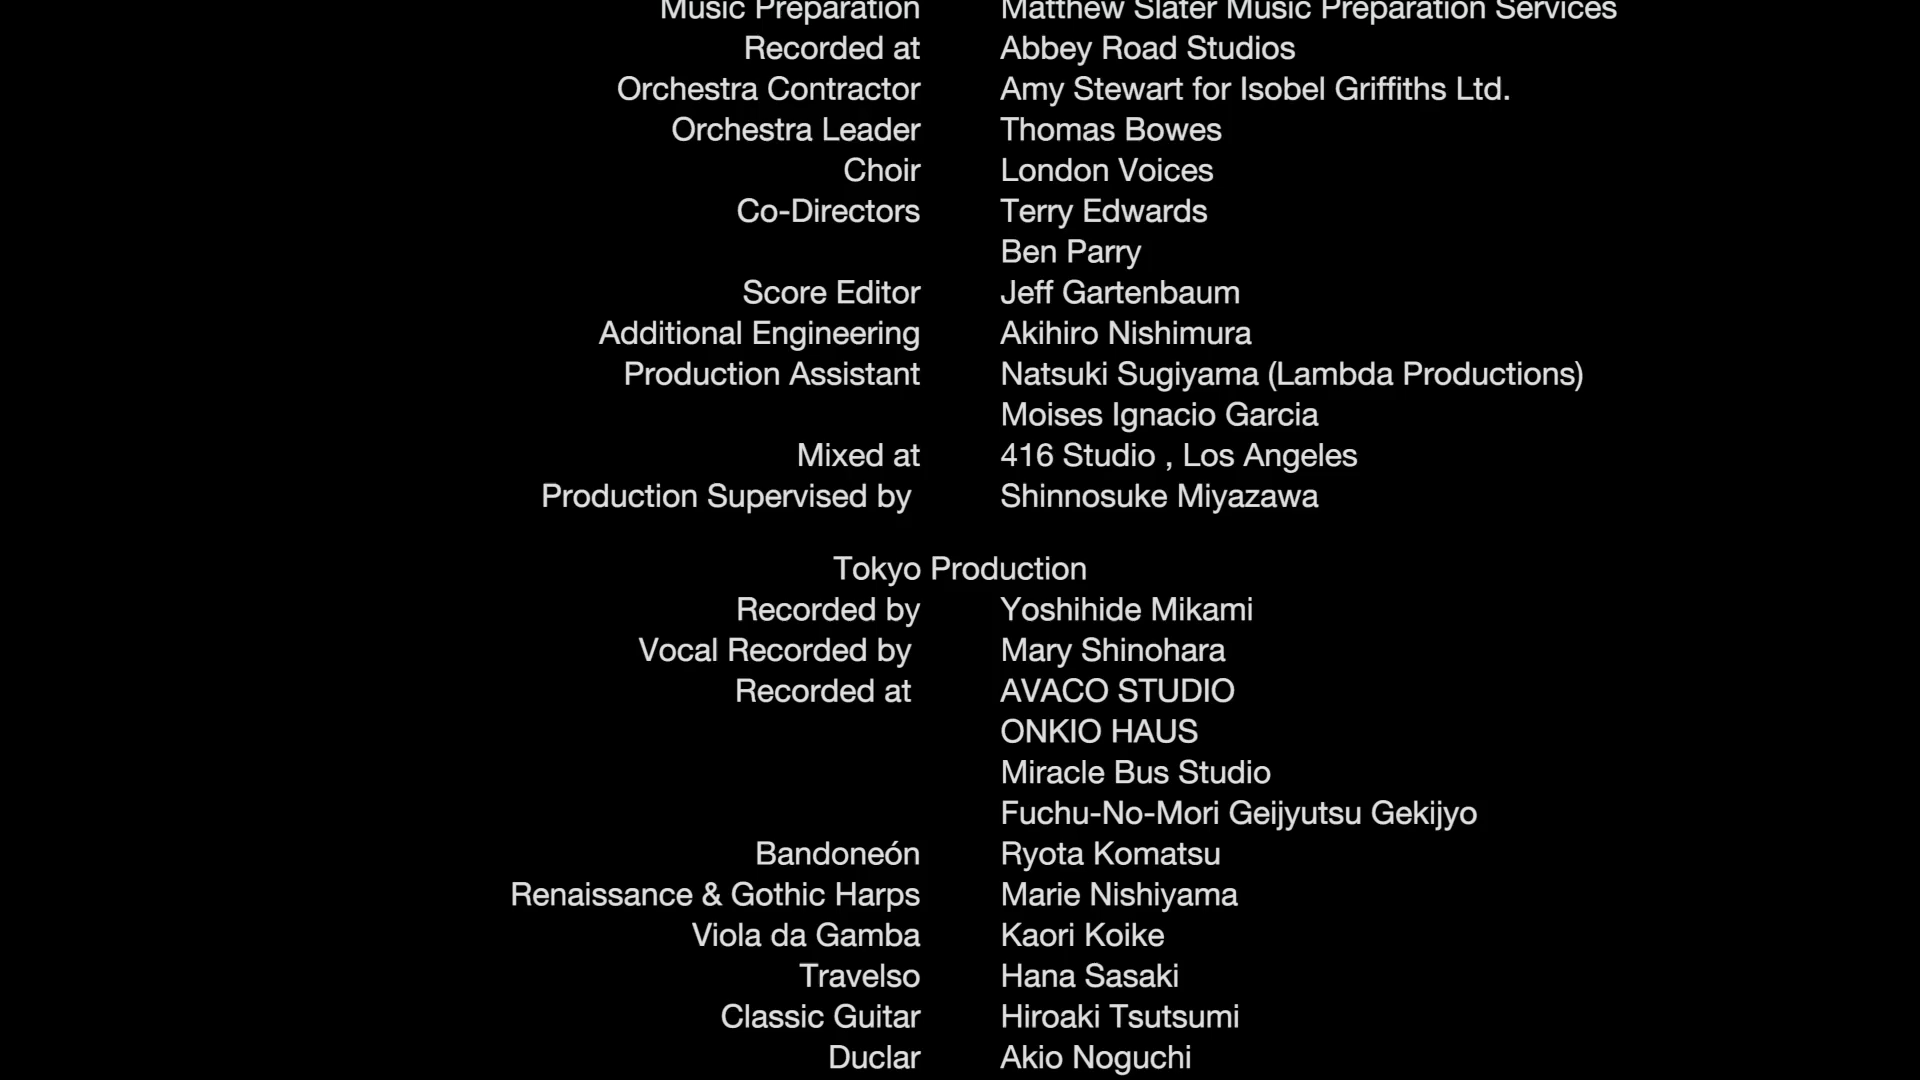 Music Preparation Matthew Slater Music Preparation Services
Recorded at Abbey Road Studios
Orchestra Contractor Amy Stewart for Isobel Griffiths Ltd.
Orchestra Leader Thomas Bowes
Choir London Voices
Co-Directors Terry Edwards
Ben Parry
Score Editor Jeff Gartenbaum
Additional Engineering Akihiro Nishimura
Production Assistant Natsuki Sugiyama (Lambda Productions)
Moises Ignacio Garcia
Mixed at 416 Studio , Los Angeles
Production Supervised by Shinnosuke Miyazawa
Tokyo Production
Recorded by Yoshihide Mikami
Vocal Recorded by Mary Shinohara
Recorded at AVACO STUDIO
ONKIO HAUS
Miracle Bus Studio
Fuchu-No-Mori Geijyutsu Gekijyo
Bandoneón Ryota Komatsu
Renaissance & Gothic Harps Marie Nishiyama
Viola da Gamba Kaori Koike
Travelso Hana Sasaki
Classic Guitar Hiroaki Tsutsumi
Duclar Akio Noguchi